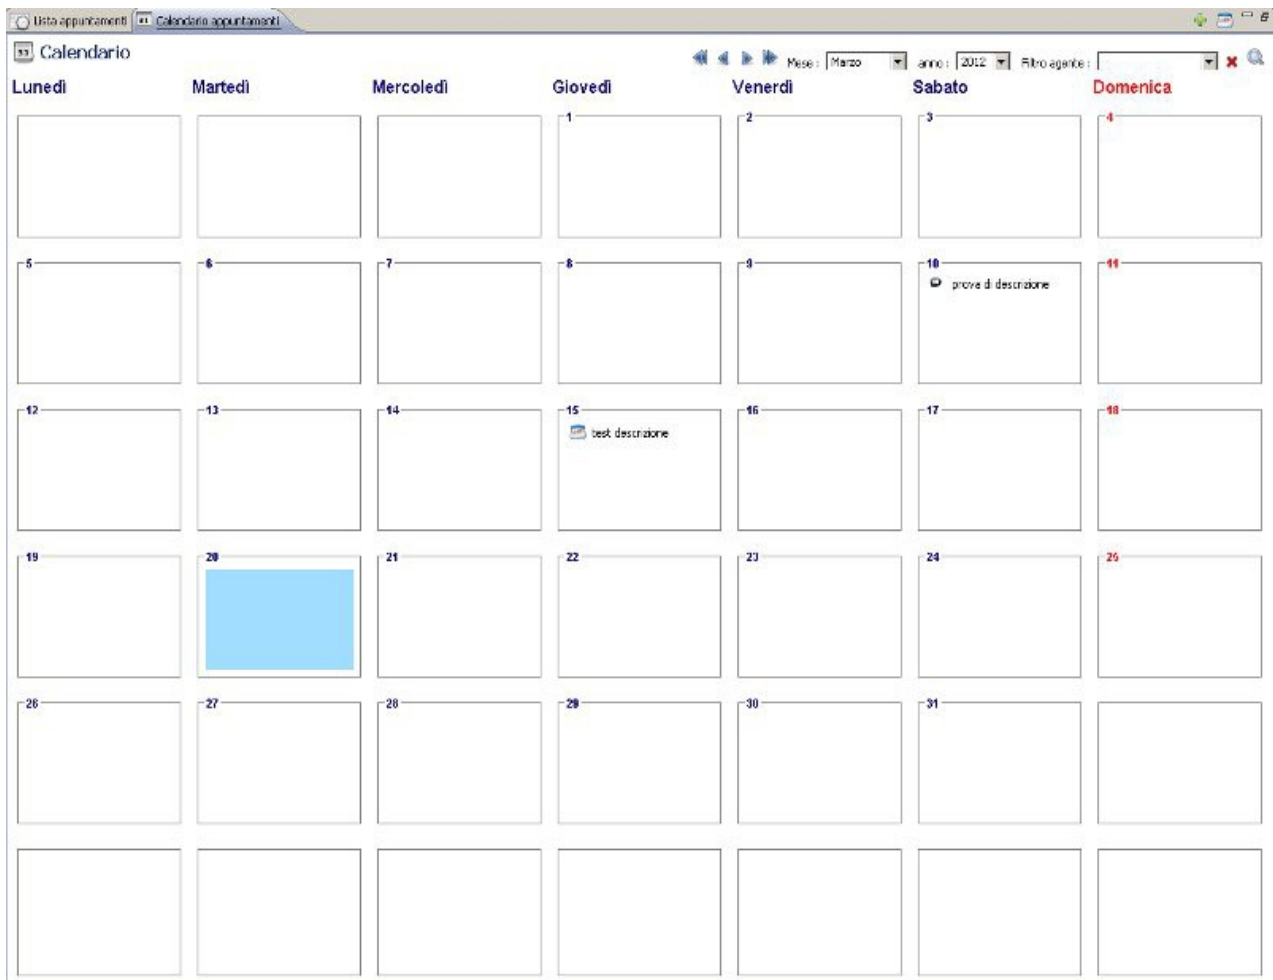 Lista appuntamenti Calendario appuntamenti
Calendario
Mese : Marzo anno : 2012 Filtro agente :
Lunedì Martedì Mercoledì Giovedì Venerdì Sabato Domenica
1 2 3 4
5 6 7 8 9 10 11
prova di descrizione
12 13 14 15 16 17 18
test descrizione
19 20 21 22 23 24 25
26 27 28 29 30 31